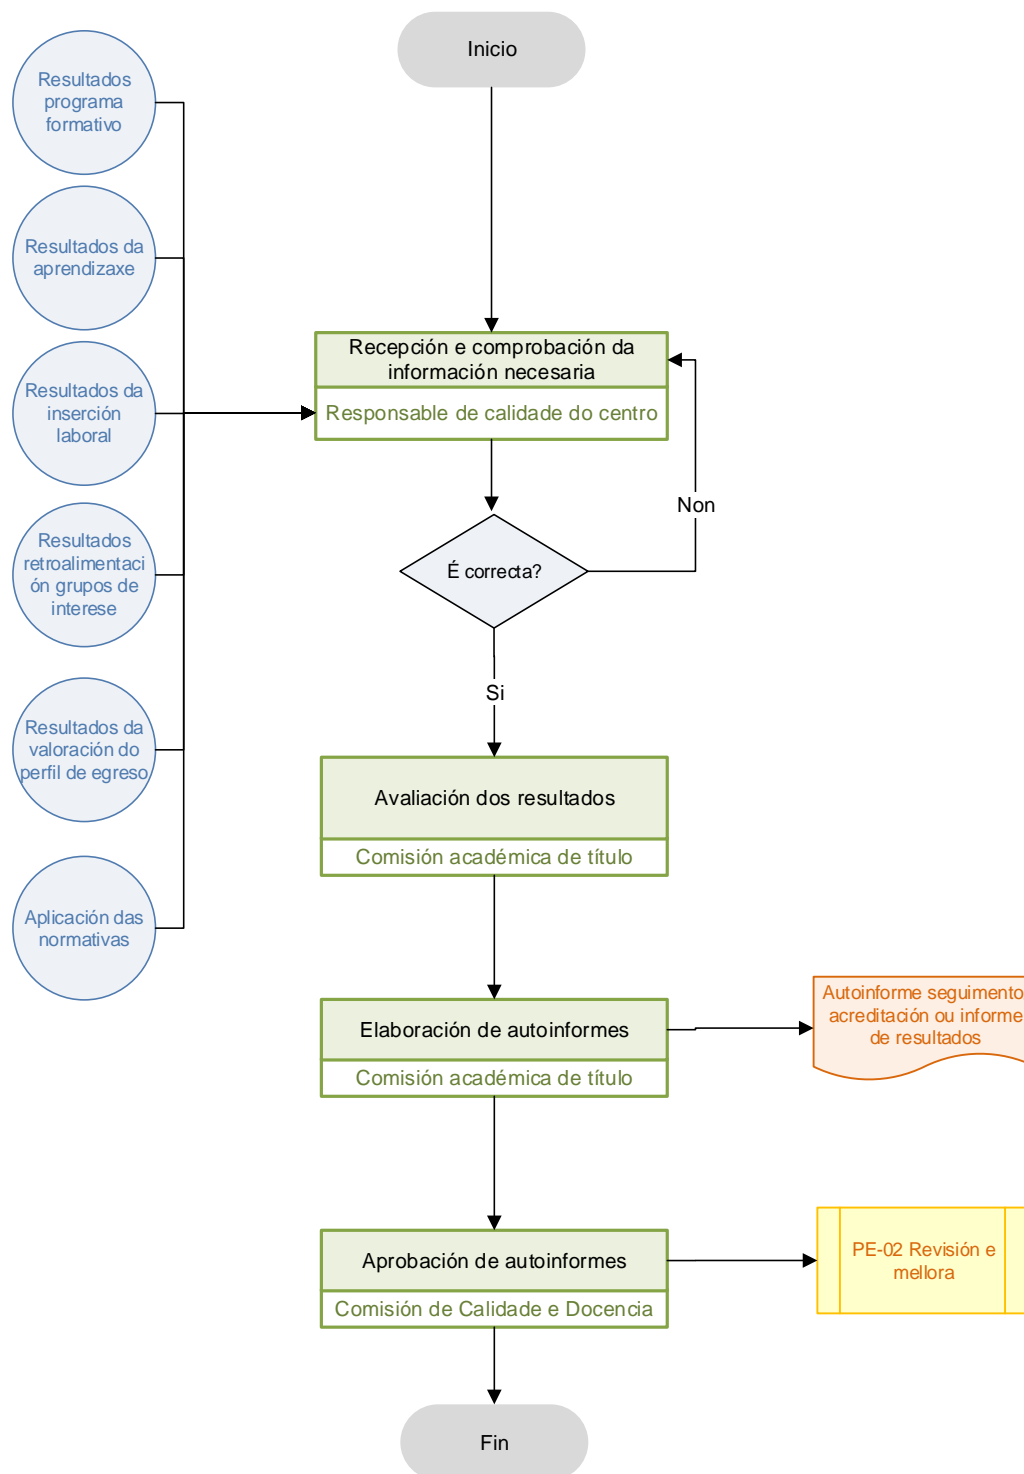 Inicio
Resultados
programa
formativo
Resultados da
aprendizaxe
Resultados da
inserción
laboral
Resultados
retroalimentaci
ón grupos de
interese
Resultados da
valoración do
perfil de egreso
Aplicación das
normativas
Recepción e comprobación da
información necesaria
Responsable de calidade do centro
Non
É correcta?
Si
Avaliación dos resultados
Comisión académica de título
Elaboración de autoinformes
Comisión académica de título
Autoinforme seguimento,
acreditación ou informe
de resultados
Aprobación de autoinformes
Comisión de Calidade e Docencia
PE-02 Revisión e
mellora
Fin